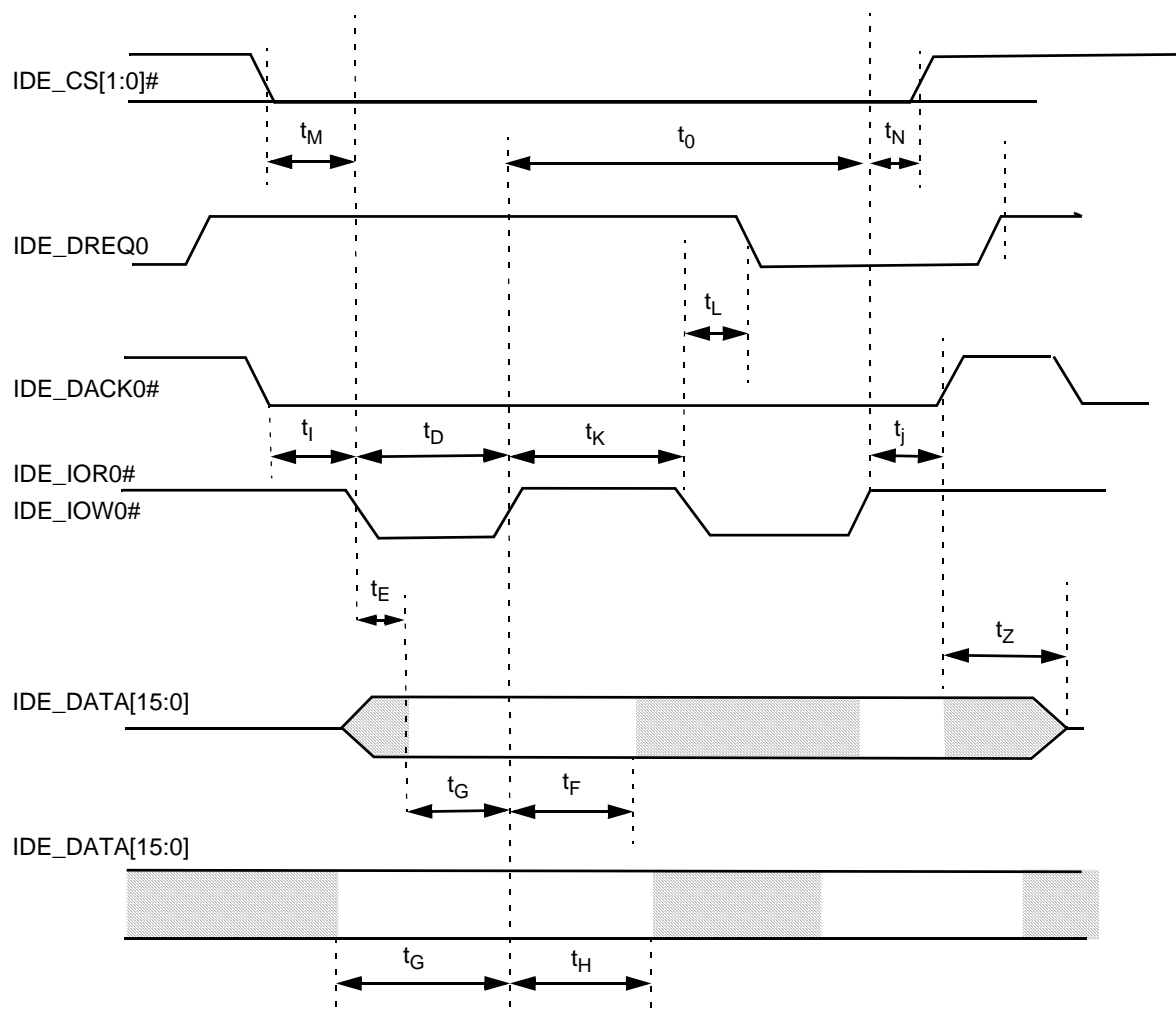 IDE_CS[1:0]#
tM
t0
tN
IDE_DREQ0
tL
IDE_DACK0#
tI
tD
tK
tj
IDE_IOR0#
IDE_IOW0#
tE
tZ
IDE_DATA[15:0]
tG
tF
IDE_DATA[15:0]
tG
tH